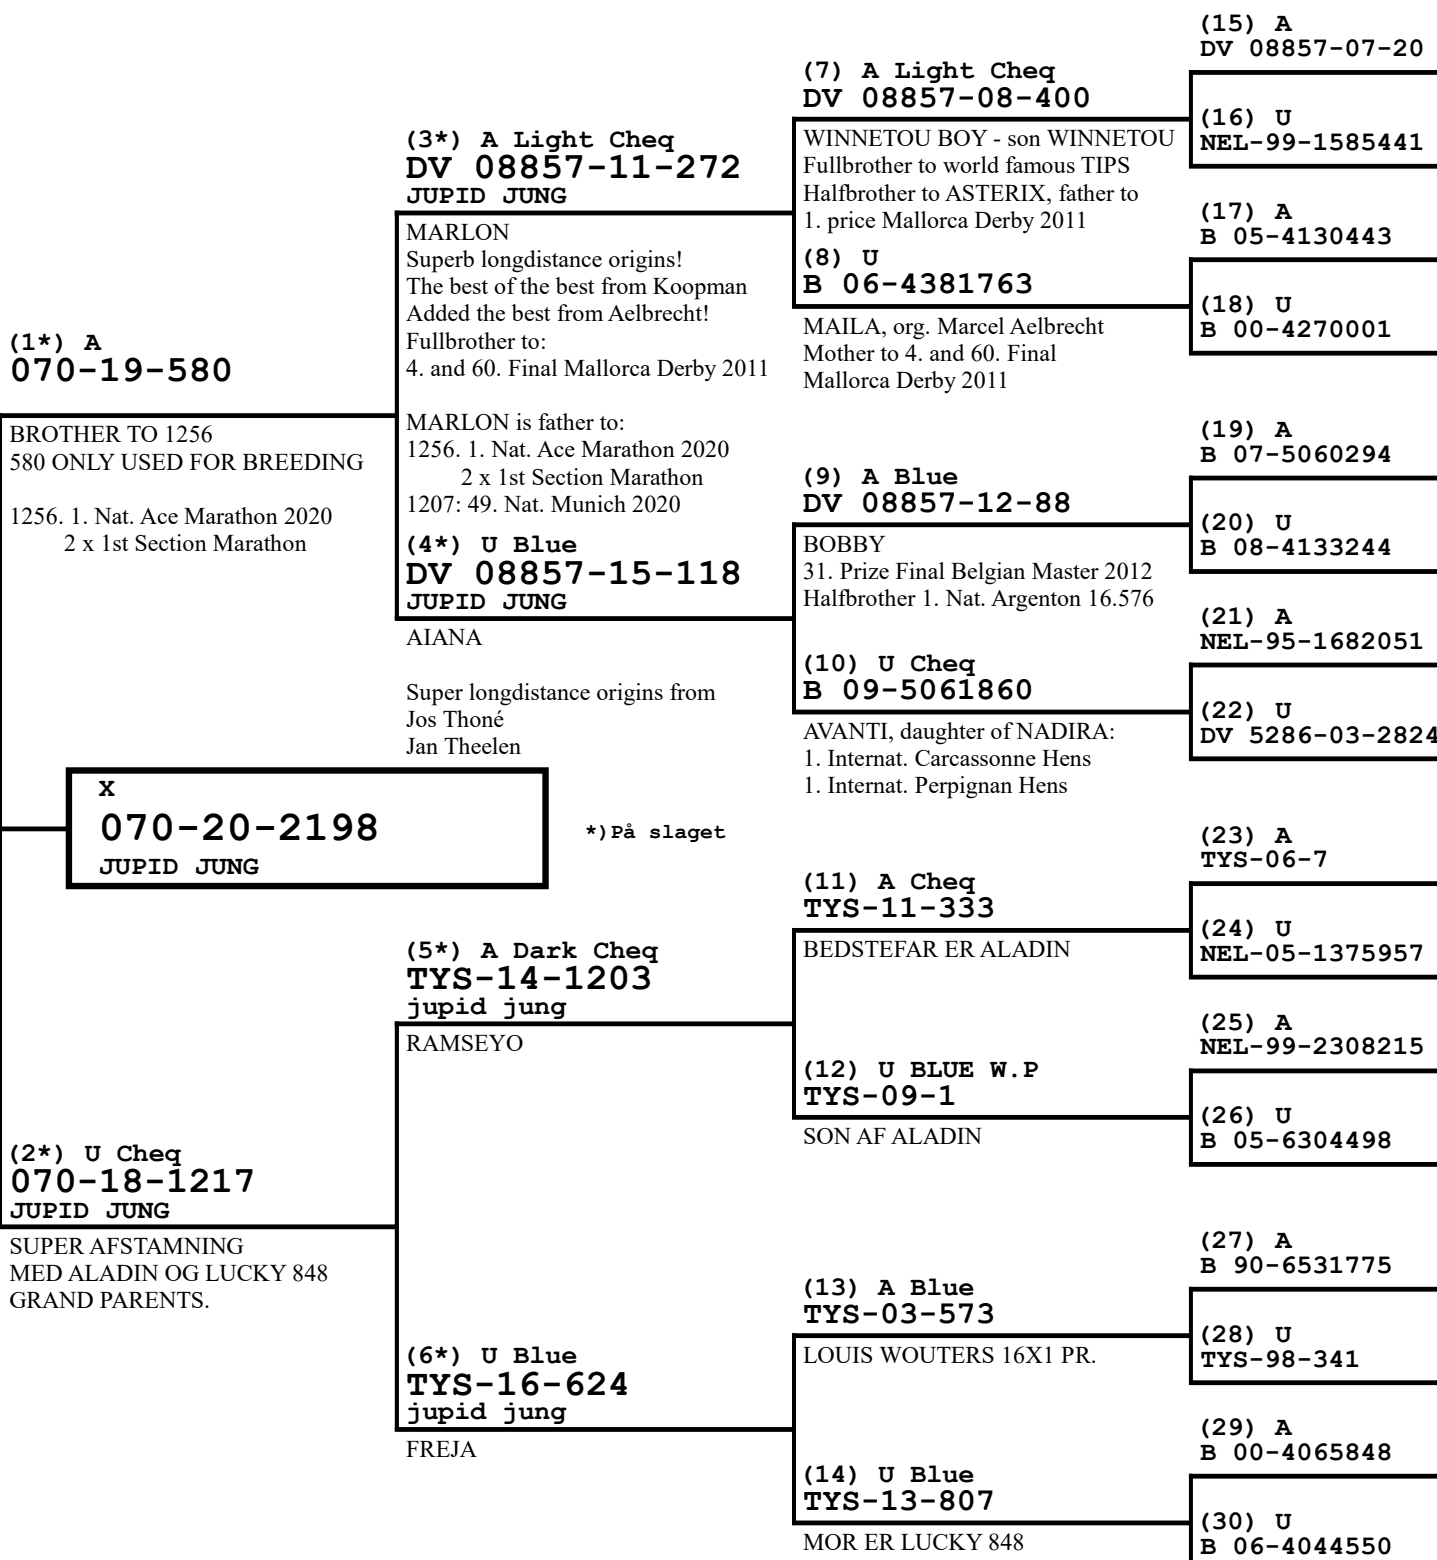 (1*) A
070-19-580
BROTHER TO 1256
580 ONLY USED FOR BREEDING
1256. 1. Nat. Ace Marathon 2020
2 x 1st Section Marathon
X
070-20-2198
JUPID JUNG
*)På slaget
(2*) U Cheq
070-18-1217
JUPID JUNG
SUPER AFSTAMNING
MED ALADIN OG LUCKY 848
GRAND PARENTS.
(3*) A Light Cheq
DV 08857-11-272
JUPID JUNG
MARLON
Superb longdistance origins!
The best of the best from Koopman
Added the best from Aelbrecht!
Fullbrother to:
4. and 60. Final Mallorca Derby 2011
MARLON is father to:
1256. 1. Nat. Ace Marathon 2020
2 x 1st Section Marathon
1207: 49. Nat. Munich 2020
(4*) U Blue
DV 08857-15-118
JUPID JUNG
AIANA
Super longdistance origins from
Jos Thoné
Jan Theelen
(5*) A Dark Cheq
TYS-14-1203
jupid jung
RAMSEYO
(6*) U Blue
TYS-16-624
jupid jung
FREJA
(7) A Light Cheq
DV 08857-08-400
WINNETOU BOY - son WINNETOU
Fullbrother to world famous TIPS
Halfbrother to ASTERIX, father to
1. price Mallorca Derby 2011
(8) U
B 06-4381763
MAILA, org. Marcel Aelbrecht
Mother to 4. and 60. Final
Mallorca Derby 2011
(9) A Blue
DV 08857-12-88
BOBBY
31. Prize Final Belgian Master 2012
Halfbrother 1. Nat. Argenton 16.576
(10) U Cheq
B 09-5061860
AVANTI, daughter of NADIRA:
1. Internat. Carcassonne Hens
1. Internat. Perpignan Hens
(11) A Cheq
TYS-11-333
BEDSTEFAR ER ALADIN
(12) U BLUE W.P
TYS-09-1
SON AF ALADIN
(13) A Blue
TYS-03-573
LOUIS WOUTERS 16X1 PR.
(14) U Blue
TYS-13-807
MOR ER LUCKY 848
(15) A
DV 08857-07-20
(16) U
NEL-99-1585441
(17) A
B 05-4130443
(18) U
B 00-4270001
(19) A
B 07-5060294
(20) U
B 08-4133244
(21) A
NEL-95-1682051
(22) U
DV 5286-03-2824
(23) A
TYS-06-7
(24) U
NEL-05-1375957
(25) A
NEL-99-2308215
(26) U
B 05-6304498
(27) A
B 90-6531775
(28) U
TYS-98-341
(29) A
B 00-4065848
(30) U
B 06-4044550